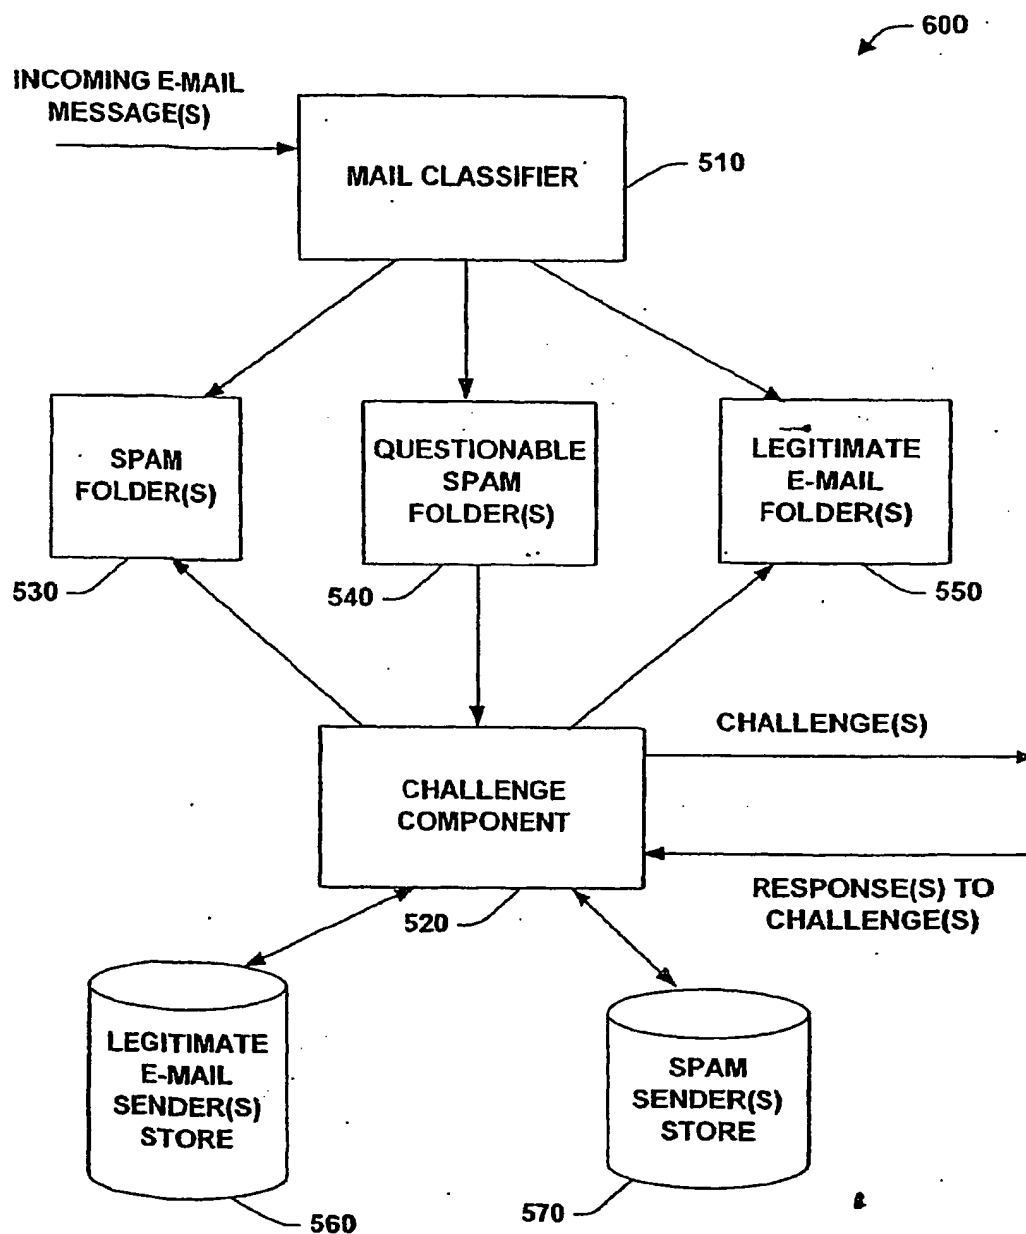 600
INCOMING E-MAIL
MESSAGE(S)
MAIL CLASSIFIER
510
SPAM
FOLDER(S)
QUESTIONABLE
SPAM
FOLDER(S)
LEGITIMATE
E-MAIL
FOLDER(S)
530
540
550
CHALLENGE(S)
CHALLENGE
COMPONENT
RESPONSE(S) TO
CHALLENGE(S)
520
LEGITIMATE
E-MAIL
SENDER(S)
STORE
SPAM
SENDER(S)
STORE
560
570